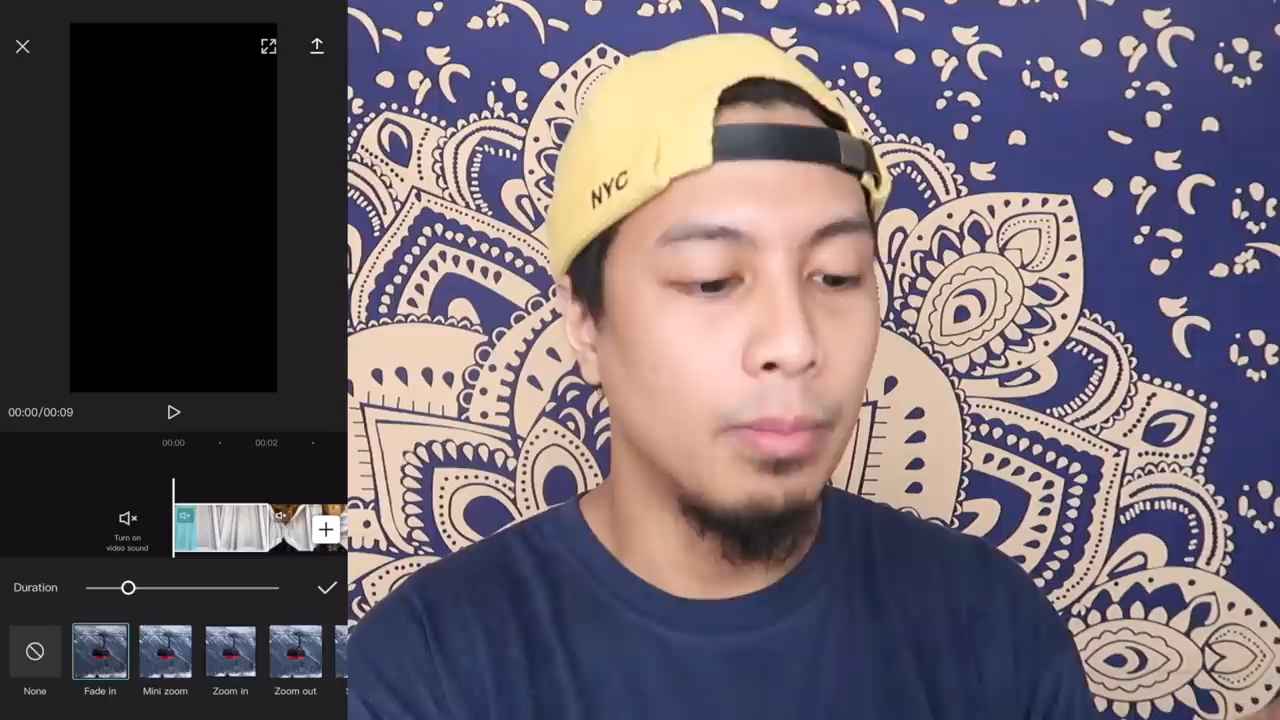 NYC
00:00/00:09
00:00
00:02
Turn on
video sound
Duration
None
Fade in
Mini zoom
Zoom in
Zoom out